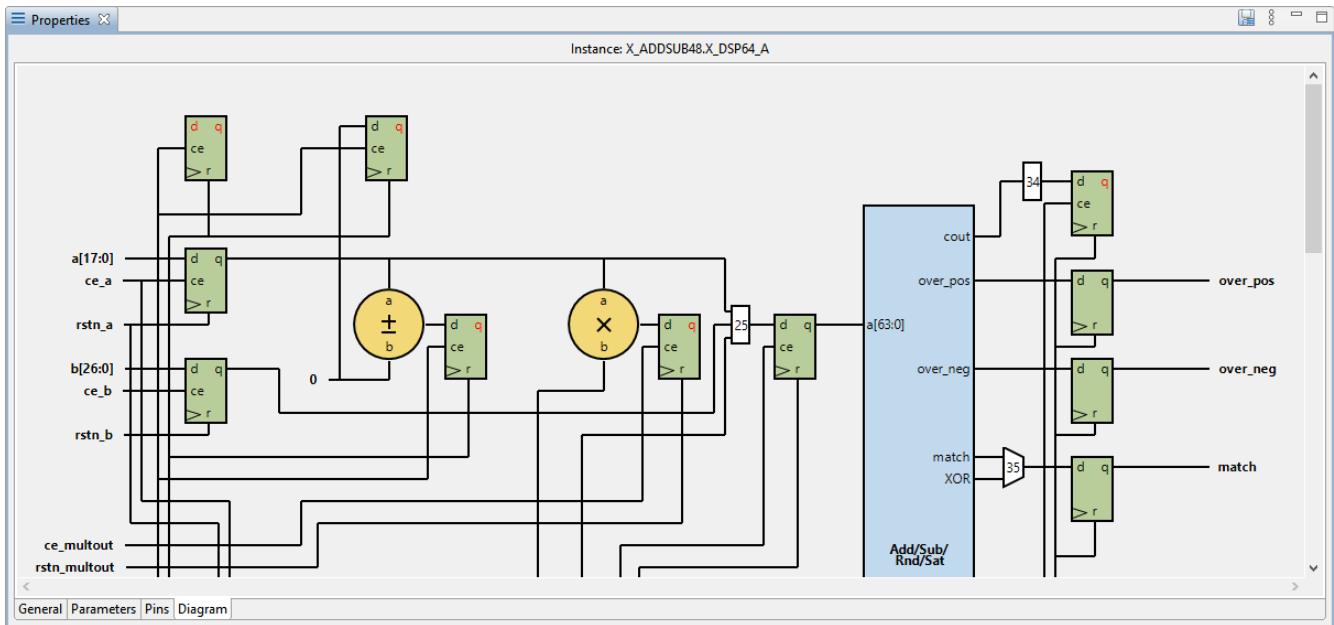 Properties
Instance: X_ADDSUB48.X_DSP64_A
d q
ce
r
d q
ce
r
34
d q
ce
r
cout
a[17:0]
d q
ce_a
ce
rstn_a
r
over_pos
d q
r
over_pos
a
±
b
d q
ce
r
a
×
b
d q
ce
r
25
d q
ce
r
a[63:0]
b[26:0]
d q
ce_b
ce
rstn_b
r
0
over_neg
d q
r
over_neg
match
XOR
35
d q
r
match
ce_multout
rstn_multout
Add/Sub/
Rnd/Sat
General Parameters Pins Diagram